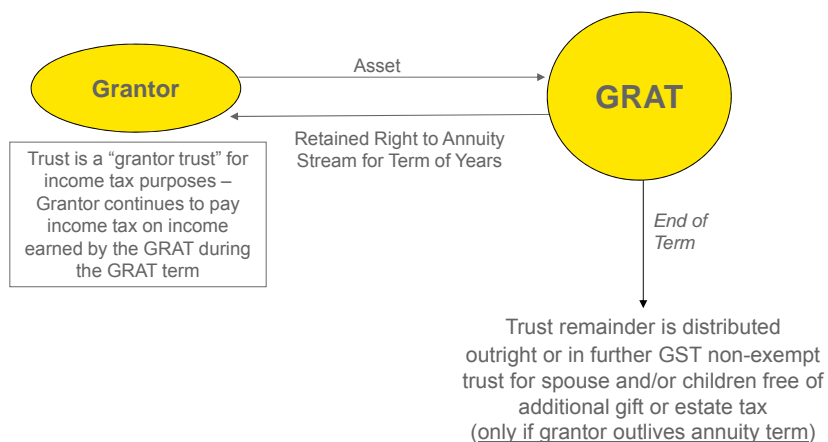 Asset
Grantor
GRAT
Retained Right to Annuity
Stream for Term of Years
Trust is a “grantor trust” for
income tax purposes –
Grantor continues to pay
income tax on income
earned by the GRAT during
the GRAT term
End of
Term
Trust remainder is distributed
outright or in further GST non-exempt
trust for spouse and/or children free of
additional gift or estate tax
(only if grantor outlives annuity term)